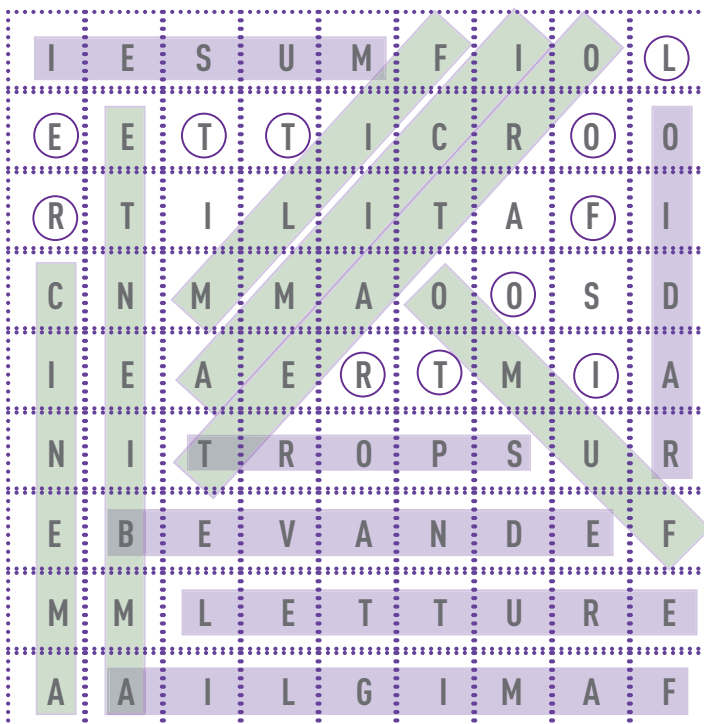 I E S U M F I O L
E E T T I C R O O
R T I L I T A F I
C N M M A O O S D
I E A E R T M I A
N I T R O P S U R
E B E V A N D E F
M M L E T T U R E
A A I L G I M A F